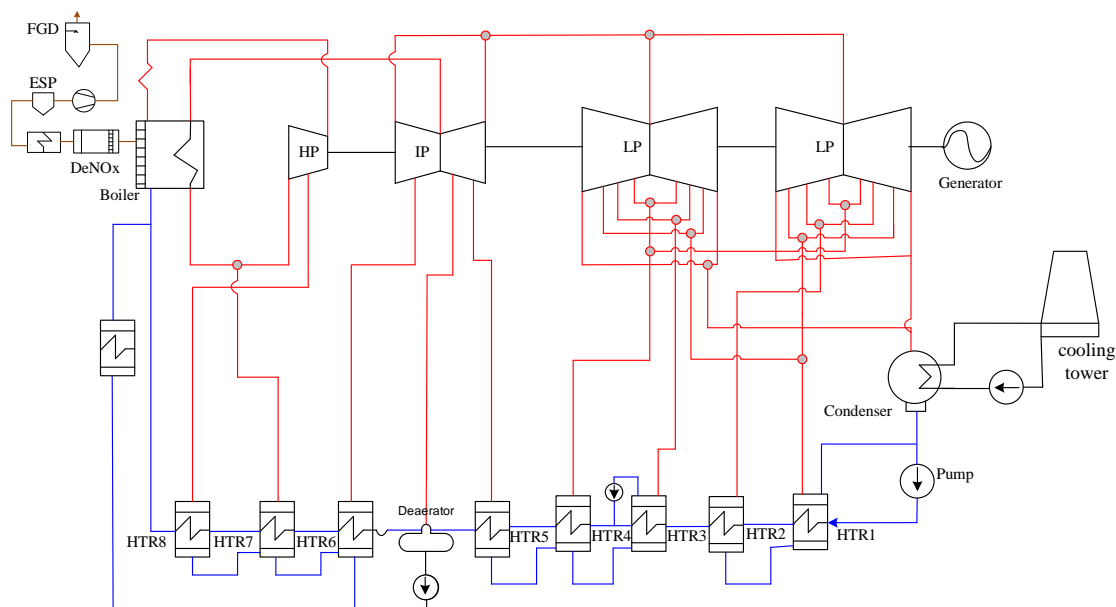 FGD
ESP
DeNOx
Boiler
HP
IP
LP
LP
Generator
cooling
tower
Condenser
Pump
Deaerator
HTR8
HTR7
HTR6
HTR5
HTR4
HTR3
HTR2
HTR1